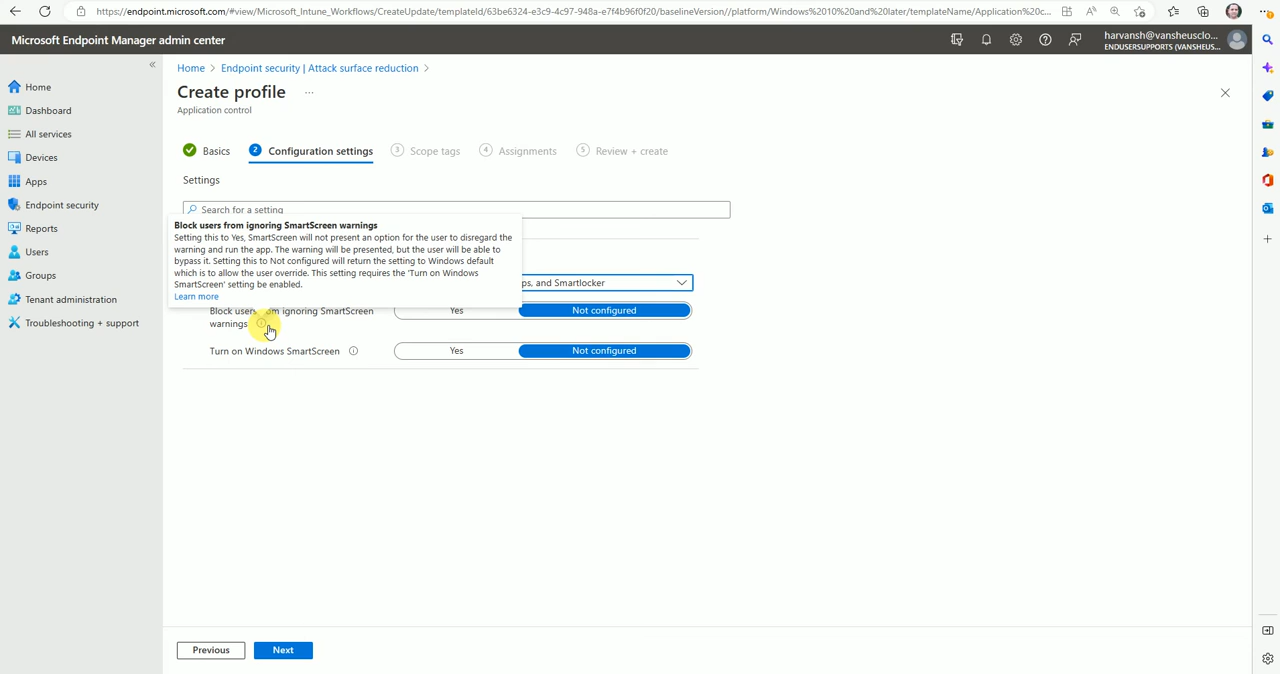 https://endpoint.microsoft.com/#view/Microsoft_Intune_Workflows/CreateUpdate/templateId/63be6324-e3c9-4c97-948a-e7f4b96f0f20/baselineVersion//platform/Windows%2010%20and%20later/templateName/Application%20c...
Microsoft Endpoint Manager admin center
harvansh@vansheusclo...
ENDUSERSUPPORTS (VANSHEUS...
Home
Dashboard
All services
Devices
Apps
Endpoint security
Reports
Users
Groups
Tenant administration
Troubleshooting + support
Home > Endpoint security | Attack surface reduction >
Create profile ...
Application control
Basics
2 Configuration settings
3 Scope tags
4 Assignments
5 Review + create
Settings
Search for a setting
Block users from ignoring SmartScreen warnings
Setting this to Yes, SmartScreen will not present an option for the user to disregard the
warning and run the app. The warning will be presented, but the user will be able to
bypass it. Setting this to Not configured will return the setting to Windows default
which is to allow the user override. This setting requires the 'Turn on Windows
SmartScreen' setting be enabled.
Learn more
ps, and Smartlocker
Block users from ignoring SmartScreen
warnings
Yes Not configured
Turn on Windows SmartScreen
Yes Not configured
Previous Next